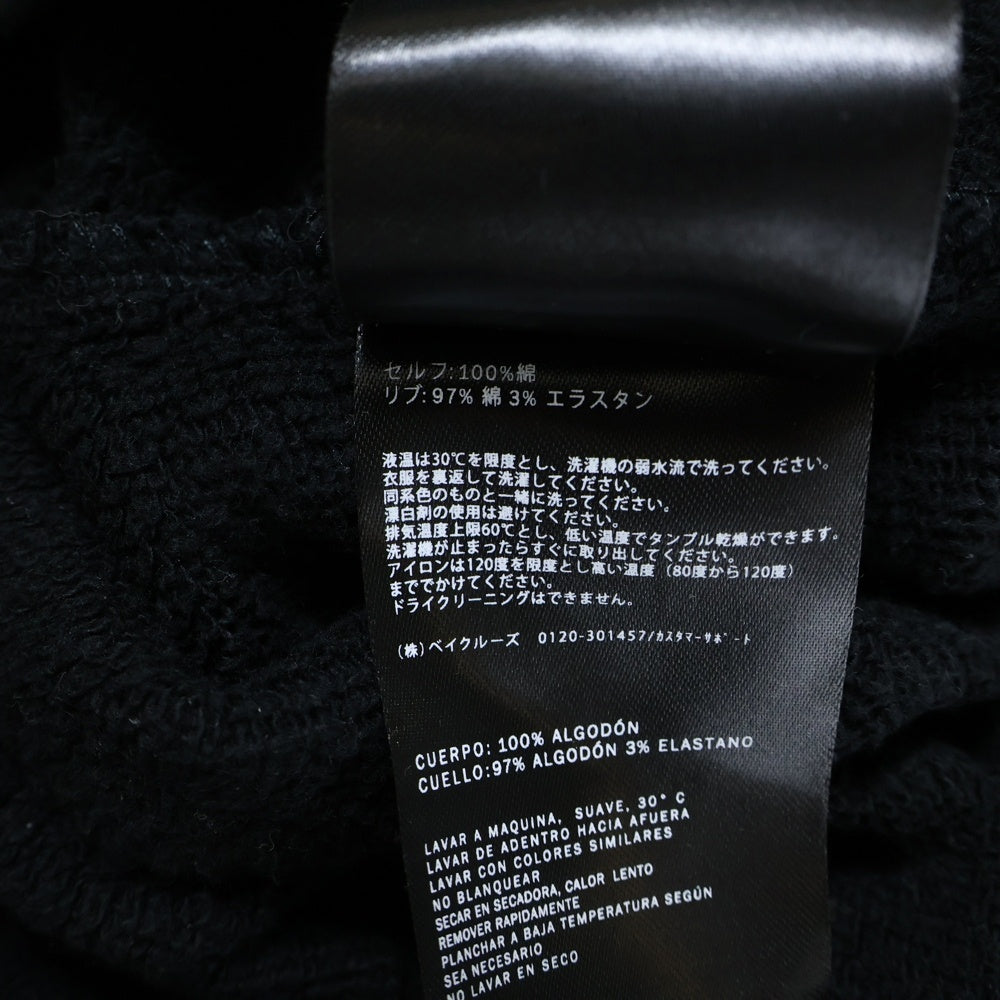 セルフ:100%綿
リブ: 97% 綿 3% エラスタン
液温は30℃を限度とし、洗濯機の弱水流で洗ってください。
衣服を裏返して洗濯してください。
同系色のものと一緒に洗ってください。
漂白剤の使用は避けてください。
排気温度上限60℃とし、低い温度でタンブル乾燥ができます。
洗濯機が止まったらすぐに取り出してください。
アイロンは120度を限度とし高い温度（80度から120度）
まででかけてください。
ドライクリーニングはできません。
(株)ベイクルーズ 0120-301457/ｶｽﾀﾏｰｻﾎﾟｰﾄ
CUERPO: 100% ALGODÓN
CUELLO:97% ALGODÓN 3% ELASTANO
LAVAR A MAQUINA, SUAVE, 30° C
LAVAR DE ADENTRO HACIA AFUERA
LAVAR CON COLORES SIMILARES
NO BLANQUEAR
SECAR EN SECADORA, CALOR LENTO
REMOVER RAPIDAMENTE
PLANCHAR A BAJA TEMPERATURA SEGÚN
SEA NECESARIO
NO LAVAR EN SECO